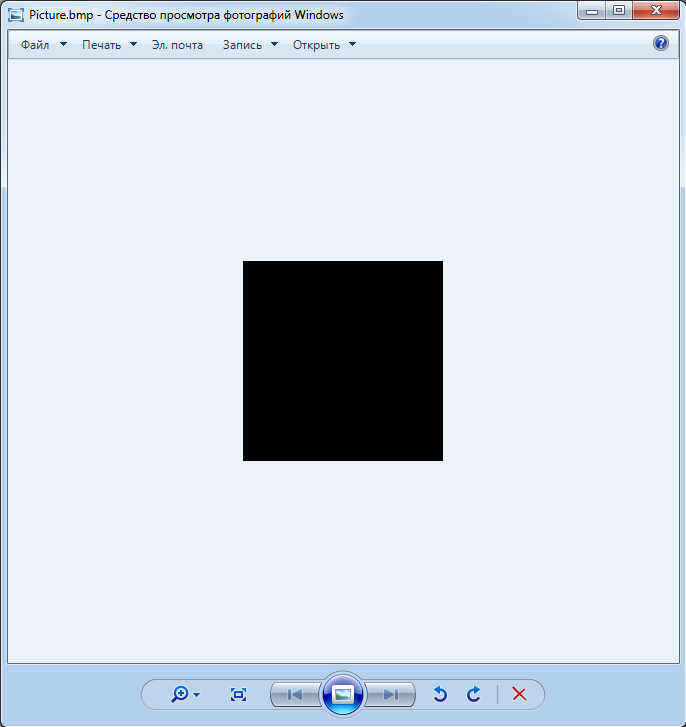 Picture.bmp - Средство просмотра фотографий Windows
Файл Печать Эл. почта Запись Открыть ?